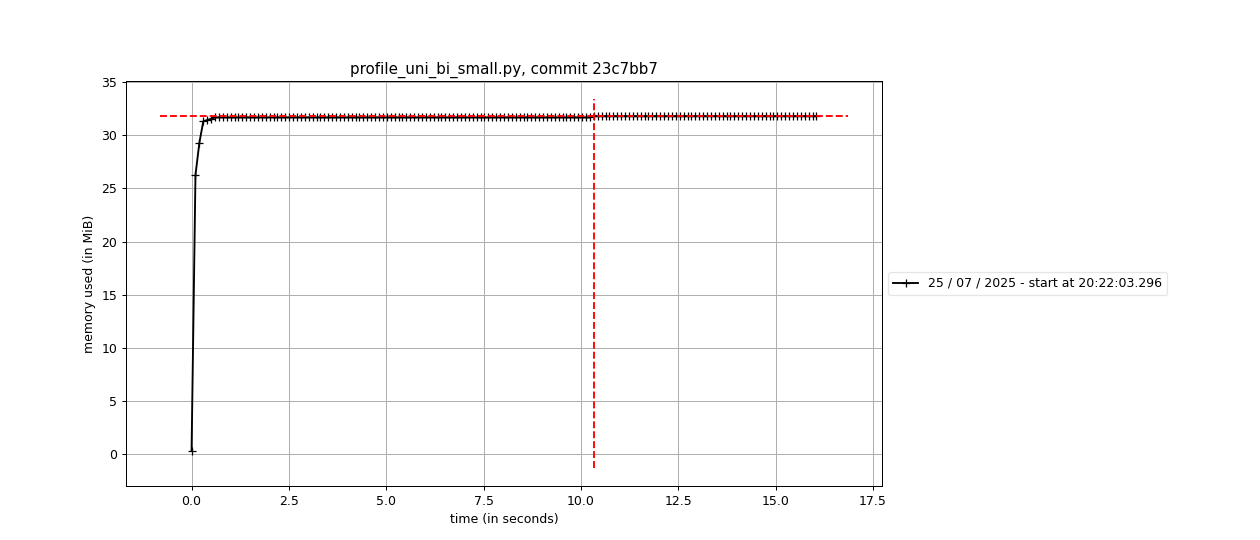 profile_uni_bi_small.py, commit 23c7bb7
35
30
25
20
15
10
5
0
memory used (in MiB)
0.0 2.5 5.0 7.5 10.0 12.5 15.0 17.5
time (in seconds)
25 / 07 / 2025 - start at 20:22:03.296